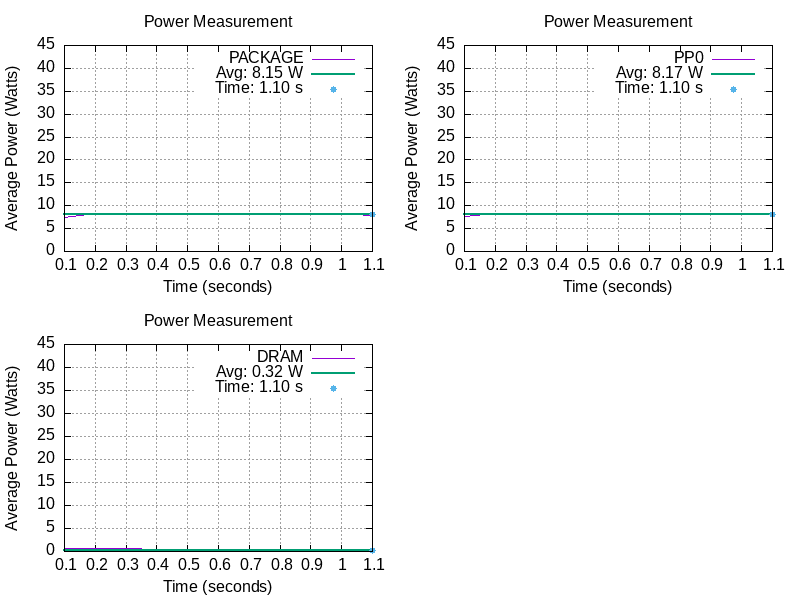 Power Measurement
45
40
35
30
25
20
15
10
5
0
0.1 0.2 0.3 0.4 0.5 0.6 0.7 0.8 0.9 1 1.1
Average Power (Watts)
Time (seconds)
PACKAGE
Avg: 8.15 W
Time: 1.10 s
Power Measurement
45
40
35
30
25
20
15
10
5
0
0.1 0.2 0.3 0.4 0.5 0.6 0.7 0.8 0.9 1 1.1
Average Power (Watts)
Time (seconds)
PP0
Avg: 8.17 W
Time: 1.10 s
Power Measurement
45
40
35
30
25
20
15
10
5
0
0.1 0.2 0.3 0.4 0.5 0.6 0.7 0.8 0.9 1 1.1
Average Power (Watts)
Time (seconds)
DRAM
Avg: 0.32 W
Time: 1.10 s